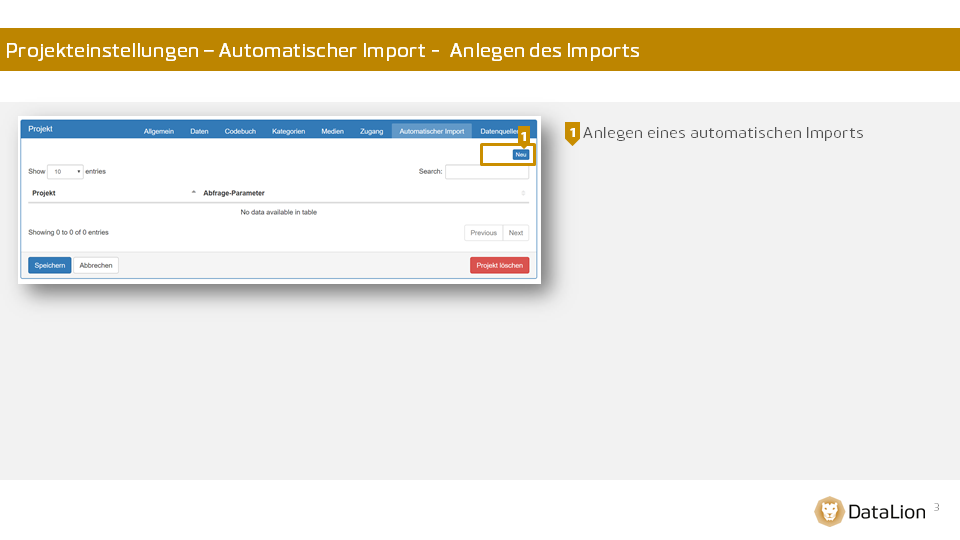 Projekteinstellungen – Automatischer Import - Anlegen des Imports
Projekt Allgemein Daten Codebuch Kategorien Medien Zugang Automatischer Import Datenquellen
1
Neu
Show 10 entries Search:
Projekt Abfrage-Parameter
No data available in table
Showing 0 to 0 of 0 entries Previous Next
Speichern Abbrechen Projekt löschen
1 Anlegen eines automatischen Imports
DataLion 3